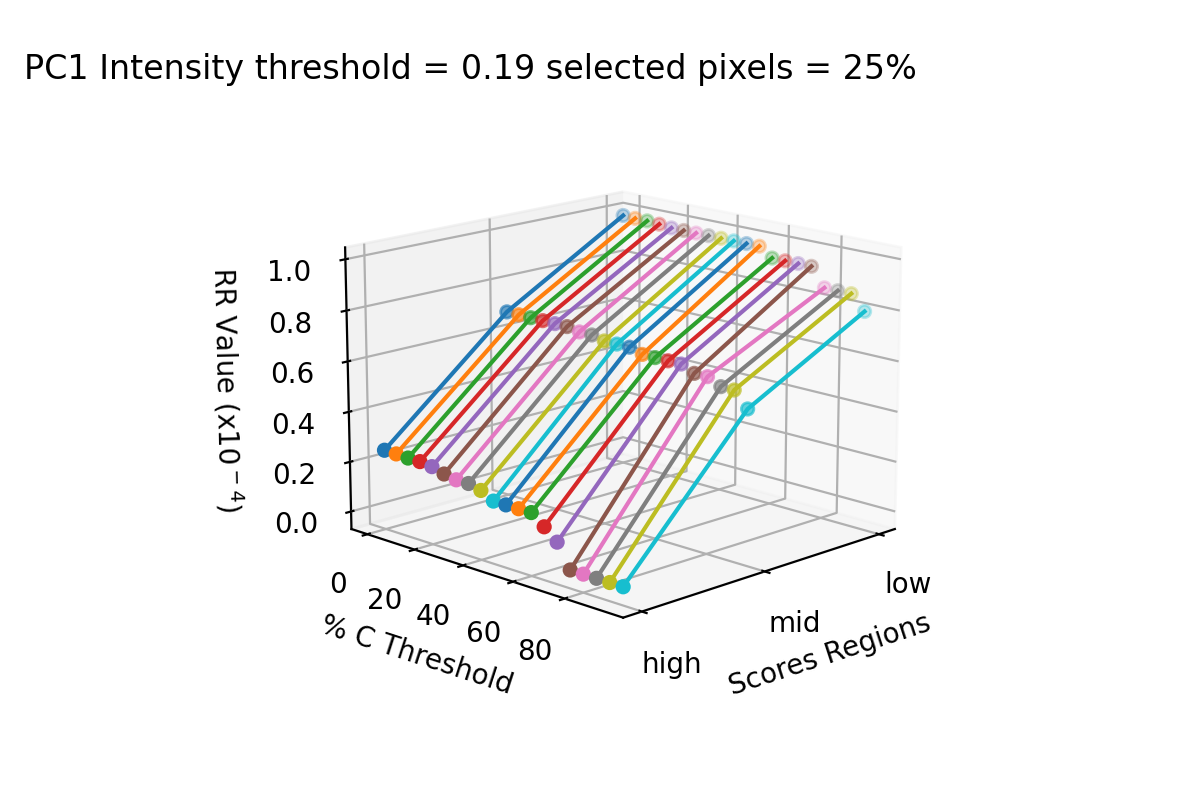 PC1 Intensity threshold = 0.19 selected pixels = 25%
RR Value (x10⁻⁴)
1.0
0.8
0.6
0.4
0.2
0.0
0
20
40
60
80
% C Threshold
high
mid
low
Scores Regions